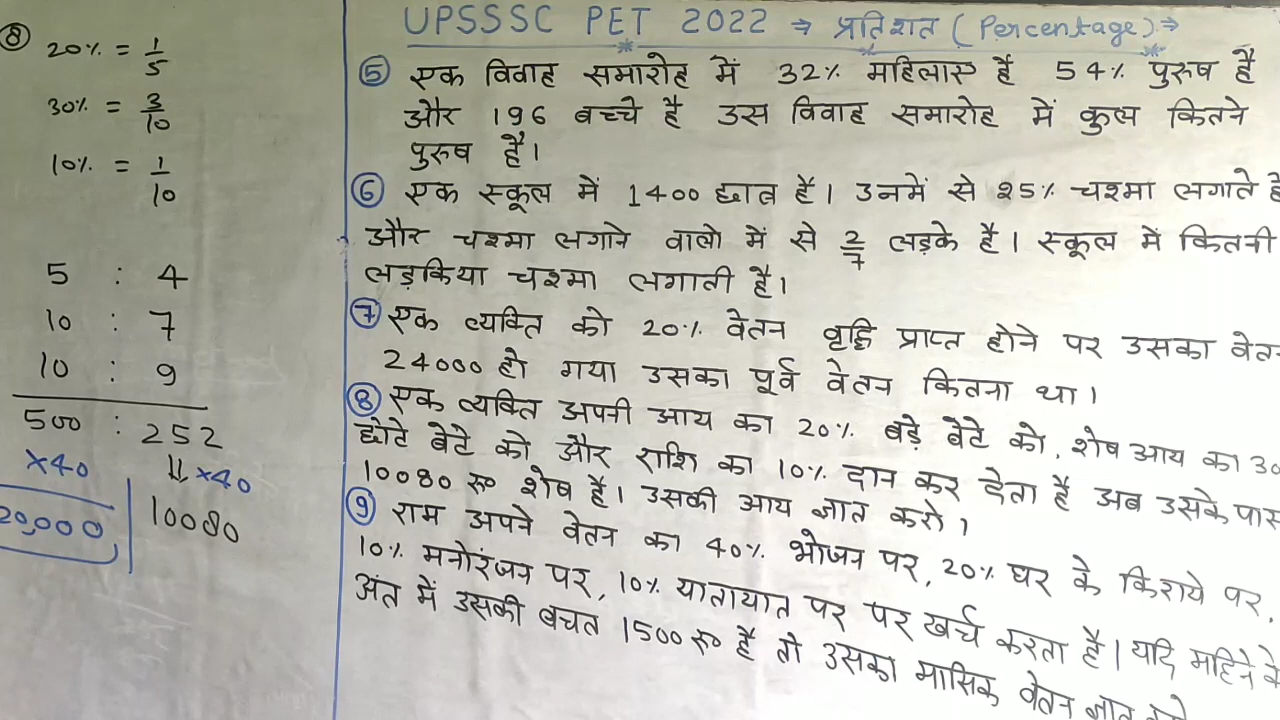 UPSSSC PET 2022 ⇒ प्रतिशत ( Percentage ) ⇒
⑧
20% = 1/5
30% = 3/10
10% = 1/10
5 : 4
10 : 7
10 : 9
500 : 252
×40 ⇓ ×40
20,000 10080
⑤ एक विवाह समारोह में 32% महिलाए हैं 54% पुरुष है
और 196 बच्चे है उस विवाह समारोह में कुल कितने
पुरुष है।
⑥ एक स्कूल में 1400 छात्र है। उनमें से 25% चश्मा लगाते है
और चश्मा लगाने वालो में से 2/7 लड़के है। स्कूल में कितनी
लड़किया चश्मा लगाती है।
⑦ एक व्यक्ति को 20% वेतन वृद्धि प्राप्त होने पर उसका वेतन
24000 हो गया उसका पूर्व वेतन कितना था।
⑧ एक व्यक्ति अपनी आय का 20% बड़े बेटे को, शेष आय का 30
छोटे बेटे को और राशि का 10% दान कर देता है अब उसके पास
10080 रू० शेष है। उसकी आय ज्ञात करो।
⑨ राम अपने वेतन का 40% भोजन पर, 20% घर के किराये पर,
10% मनोरंजन पर, 10% यातायात पर पर खर्च करता है। यदि महिने के
अंत में उसकी बचत 1500 रू० है तो उसका मासिक वेतन ज्ञात